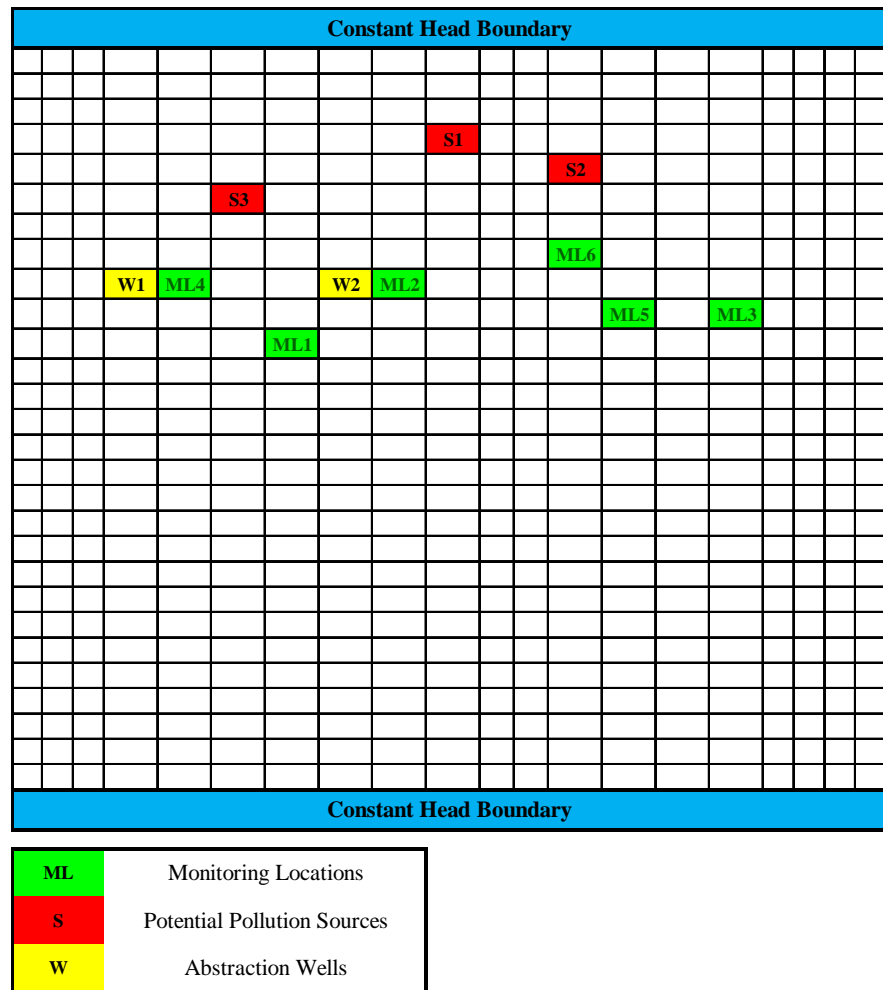 Constant Head Boundary
S1
S2
S3
ML6
W1 ML4 W2 ML2
ML5 ML3
ML1
Constant Head Boundary
ML Monitoring Locations
S Potential Pollution Sources
W Abstraction Wells